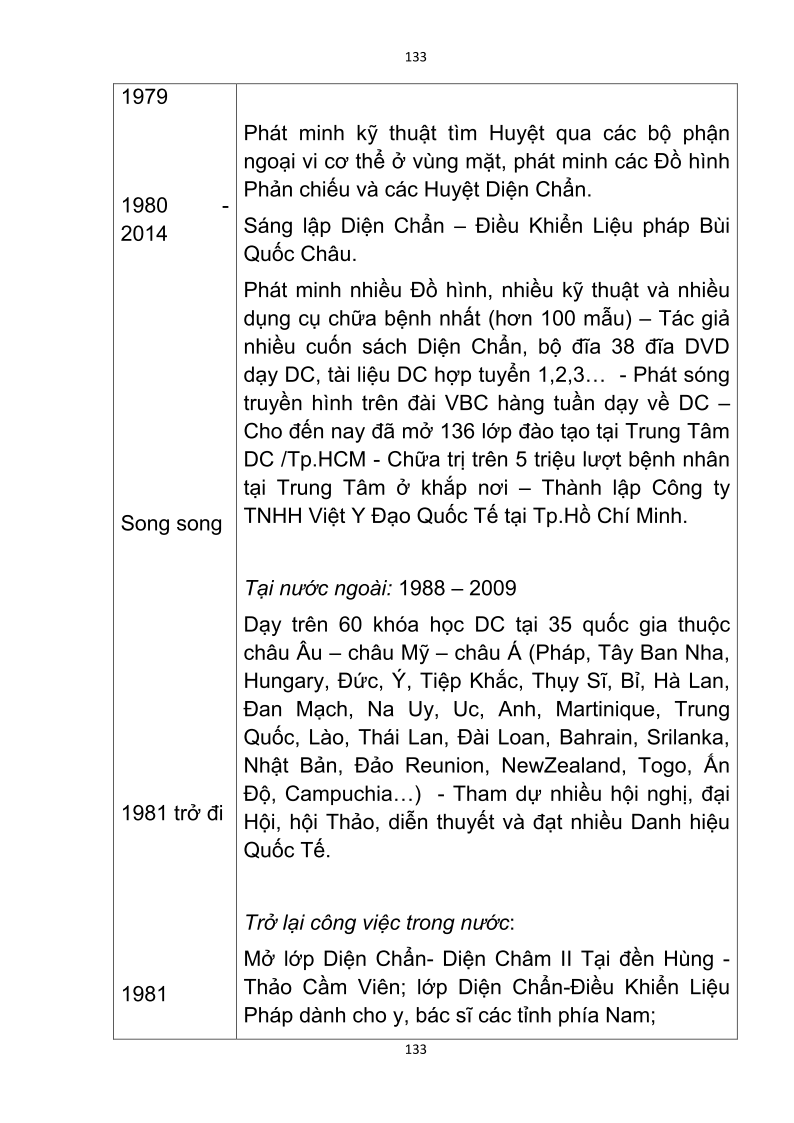 133
1979
Phát minh kỹ thuật tìm Huyệt qua các bộ phận
ngoại vi cơ thể ở vùng mặt, phát minh các Đồ hình
Phản chiếu và các Huyệt Diện Chẩn.
1980 -
2014
Sáng lập Diện Chẩn – Điều Khiển Liệu pháp Bùi
Quốc Châu.
Phát minh nhiều Đồ hình, nhiều kỹ thuật và nhiều
dụng cụ chữa bệnh nhất (hơn 100 mẫu) – Tác giả
nhiều cuốn sách Diện Chẩn, bộ đĩa 38 đĩa DVD
dạy DC, tài liệu DC hợp tuyển 1,2,3… - Phát sóng
truyền hình trên đài VBC hàng tuần dạy về DC –
Cho đến nay đã mở 136 lớp đào tạo tại Trung Tâm
DC /Tp.HCM - Chữa trị trên 5 triệu lượt bệnh nhân
tại Trung Tâm ở khắp nơi – Thành lập Công ty
TNHH Việt Y Đạo Quốc Tế tại Tp.Hồ Chí Minh.
Song song
Tại nước ngoài: 1988 – 2009
Dạy trên 60 khóa học DC tại 35 quốc gia thuộc
châu Âu – châu Mỹ – châu Á (Pháp, Tây Ban Nha,
Hungary, Đức, Ý, Tiệp Khắc, Thụy Sĩ, Bỉ, Hà Lan,
Đan Mạch, Na Uy, Uc, Anh, Martinique, Trung
Quốc, Lào, Thái Lan, Đài Loan, Bahrain, Srilanka,
Nhật Bản, Đảo Reunion, NewZealand, Togo, Ấn
Độ, Campuchia…) - Tham dự nhiều hội nghị, đại
Hội, hội Thảo, diễn thuyết và đạt nhiều Danh hiệu
Quốc Tế.
1981 trở đi
Trở lại công việc trong nước:
Mở lớp Diện Chẩn- Diện Châm II Tại đền Hùng -
Thảo Cầm Viên; lớp Diện Chẩn-Điều Khiển Liệu
Pháp dành cho y, bác sĩ các tỉnh phía Nam;
1981
133